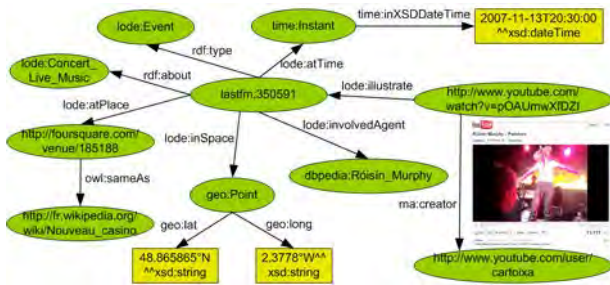 time:inXSDDateTime
2007-11-13T20:30:00
^^xsd:dateTime
lode:Event
time:Instant
rdf:type
lode:atTime
lode:Concert_
Live_Music
rdf:about
lode:illustrate
lastfm:350591
http://www.youtube.com/
watch?v=pOAUmwXfDZI
lode:atPlace
http://foursquare.com/
venue/185188
lode:inSpace
lode:involvedAgent
owl:sameAs
geo:Point
dbpedia:Róisín_Murphy
ma:creator
http://fr.wikipedia.org/
wiki/Nouveau_casino
geo:lat
geo:long
48.865865°N
^^xsd:string
2,3778°W^^
xsd:string
http://www.youtube.com/user/
cartoixa